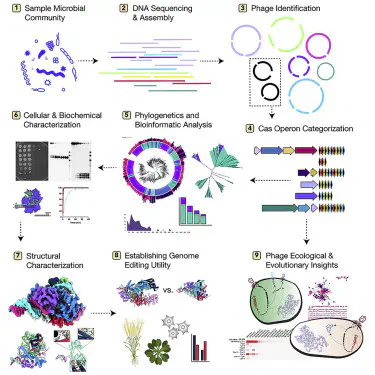 1 Sample Microbial
Community
2 DNA Sequencing
& Assembly
3 Phage Identification
6 Cellular & Biochemical
Characterization
5 Phylogenetics and
Bioinformatic Analysis
4 Cas Operon Categorization
7 Structural
Characterization
8 Establishing Genome
Editing Utility
vs.
9 Phage Ecological &
Evolutionary Insights